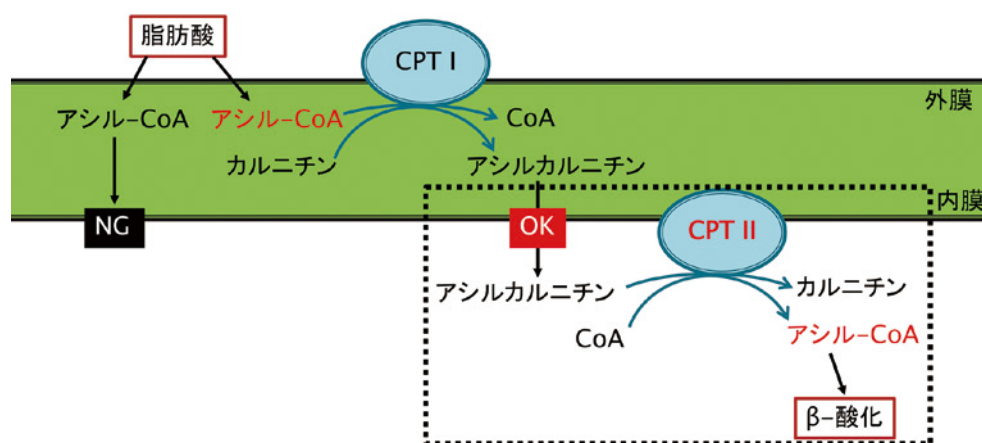 脂肪酸
CPT I
外膜
アシル-CoA
アシル-CoA
CoA
カルニチン
アシルカルニチン
内膜
NG
OK
CPT II
アシルカルニチン
カルニチン
CoA
アシル-CoA
β-酸化